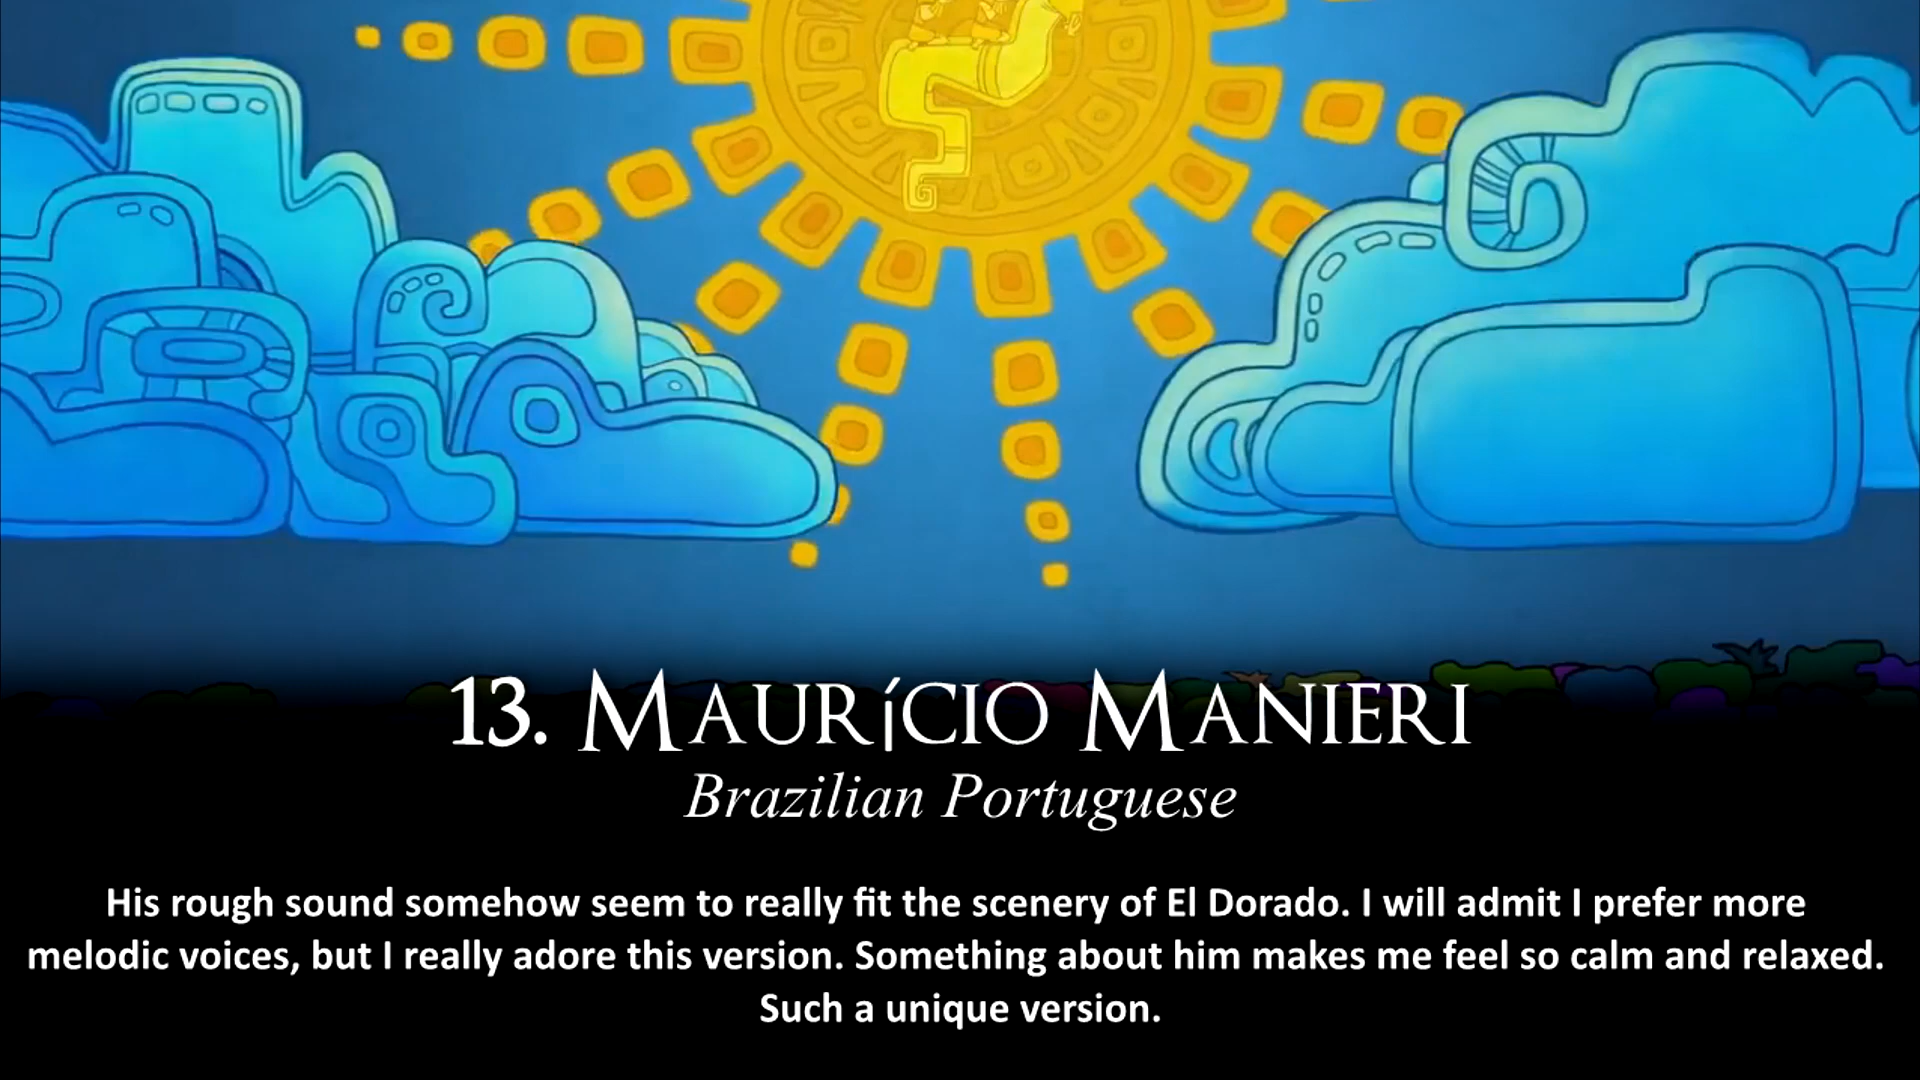 13. Maurício Manieri
Brazilian Portuguese
His rough sound somehow seem to really fit the scenery of El Dorado. I will admit I prefer more
melodic voices, but I really adore this version. Something about him makes me feel so calm and relaxed.
Such a unique version.